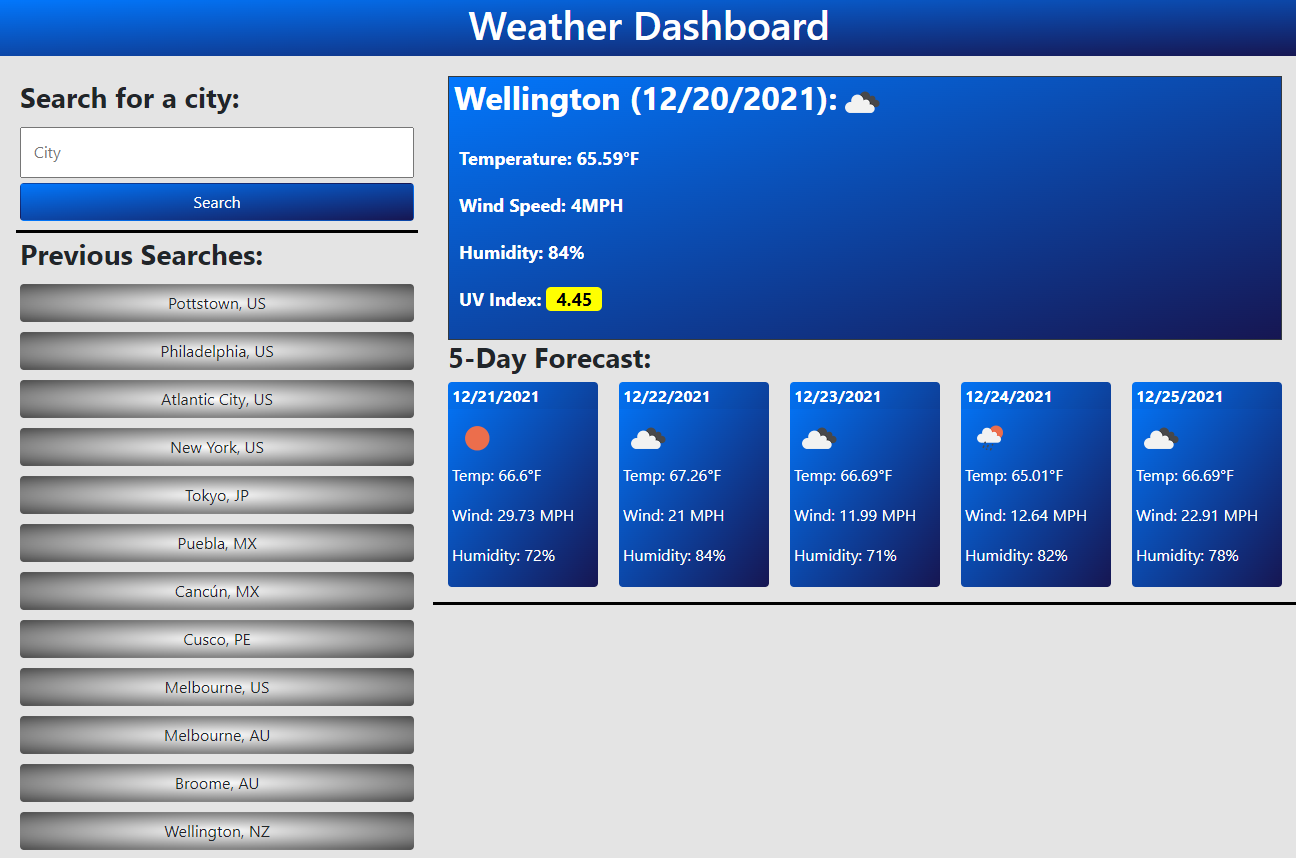 Weather Dashboard
Search for a city:
City
Search
Previous Searches:
Pottstown, US
Philadelphia, US
Atlantic City, US
New York, US
Tokyo, JP
Puebla, MX
Cancún, MX
Cusco, PE
Melbourne, US
Melbourne, AU
Broome, AU
Wellington, NZ
Wellington (12/20/2021):
Temperature: 65.59°F
Wind Speed: 4MPH
Humidity: 84%
UV Index: 4.45
5-Day Forecast:
12/21/2021
Temp: 66.6°F
Wind: 29.73 MPH
Humidity: 72%
12/22/2021
Temp: 67.26°F
Wind: 21 MPH
Humidity: 84%
12/23/2021
Temp: 66.69°F
Wind: 11.99 MPH
Humidity: 71%
12/24/2021
Temp: 65.01°F
Wind: 12.64 MPH
Humidity: 82%
12/25/2021
Temp: 66.69°F
Wind: 22.91 MPH
Humidity: 78%